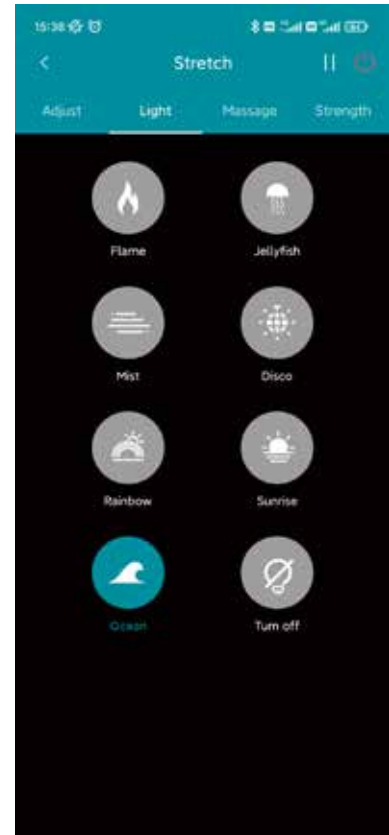 15:38
Stretch
Adjust Light Massage Strength
Flame Jellyfish
Mist Disco
Rainbow Sunrise
Ocean Turn off